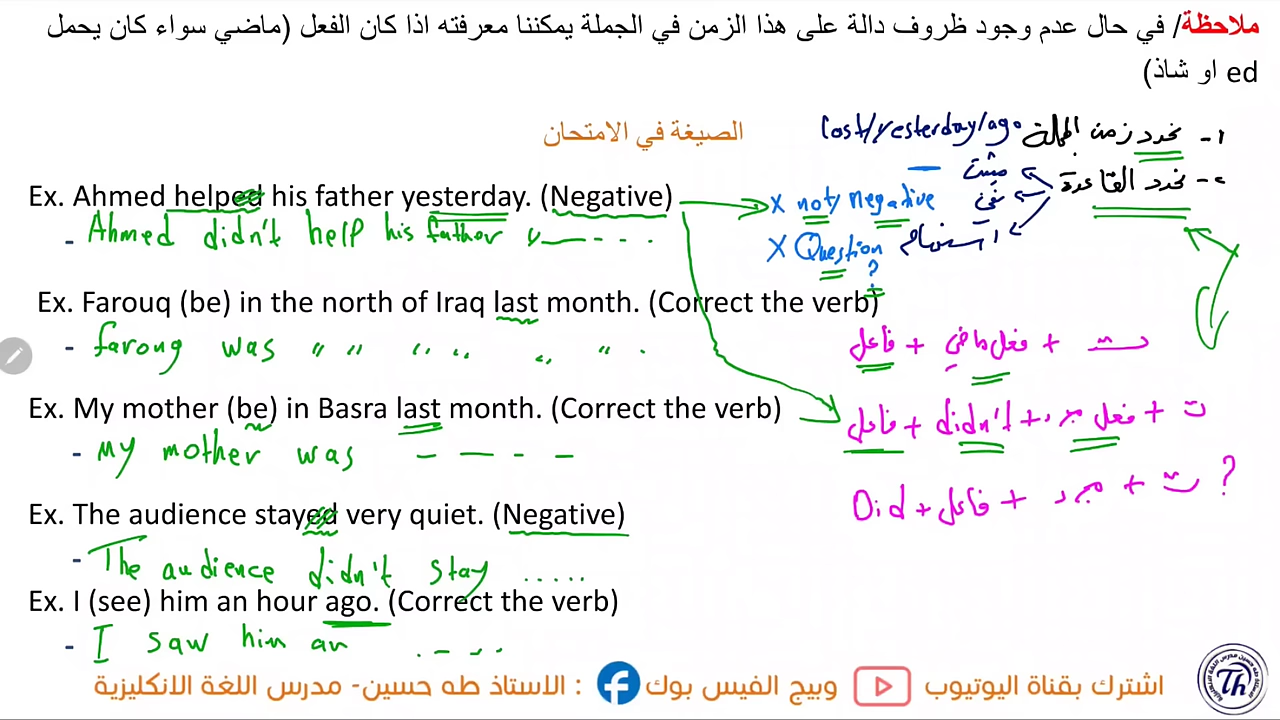 ملاحظة/ في حال عدم وجود ظروف دالة على هذا الزمن في الجملة يمكننا معرفته اذا كان الفعل (ماضي سواء كان يحمل
ed او شاذ)
الصيغة في الامتحان
١- نحدد زمن الجملة last/yesterday/ago
٢- نحدد القاعدة
مثبت
نفي X not/negative
استفهام X Question ?
Ex. Ahmed helped his father yesterday. (Negative)
- Ahmed didn't help his father y
Ex. Farouq (be) in the north of Iraq last month. (Correct the verb)
- farouq was " " " " " " .
فاعل + فعل ماضي + ت
Ex. My mother (be) in Basra last month. (Correct the verb)
فاعل + didn't + فعل مجرد + ت
- My mother was - - - -
Did + فاعل + مجرد + ت ?
Ex. The audience stayed very quiet. (Negative)
- The audience didn't stay .....
Ex. I (see) him an hour ago. (Correct the verb)
- I saw him an . - - .
اشترك بقناة اليوتيوب وبيج الفيس بوك : الاستاذ طه حسين- مدرس اللغة الانكليزية
Th